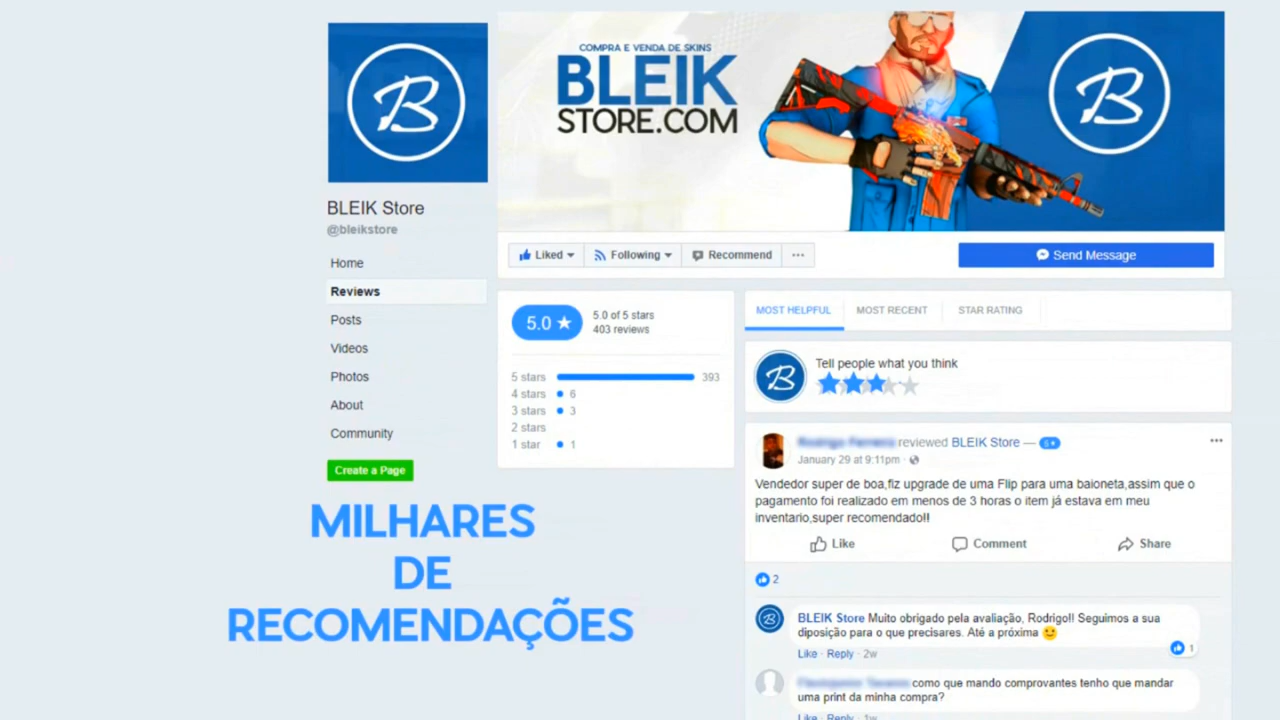 COMPRA E VENDA DE SKINS
BLEIK
STORE.COM
B
B
BLEIK Store
@bleikstore
Home
Reviews
Posts
Videos
Photos
About
Community
Create a Page
Liked
Following
Recommend
Send Message
5.0 ★
5.0 of 5 stars
403 reviews
5 stars 393
4 stars 6
3 stars 3
2 stars
1 star 1
MOST HELPFUL
MOST RECENT
STAR RATING
B
Tell people what you think
reviewed BLEIK Store — 5★
January 29 at 9:11pm ·
Vendedor super de boa,fiz upgrade de uma Flip para uma baioneta,assim que o
pagamento foi realizado em menos de 3 horas o item já estava em meu
inventario,super recomendado!!
Like
Comment
Share
2
B
BLEIK Store Muito obrigado pela avaliação, Rodrigo!! Seguimos a sua
diposição para o que precisares. Até a próxima 🙂
Like · Reply · 2w
1
como que mando comprovantes tenho que mandar
uma print da minha compra?
Like · Reply · 1w
MILHARES
DE
RECOMENDAÇÕES